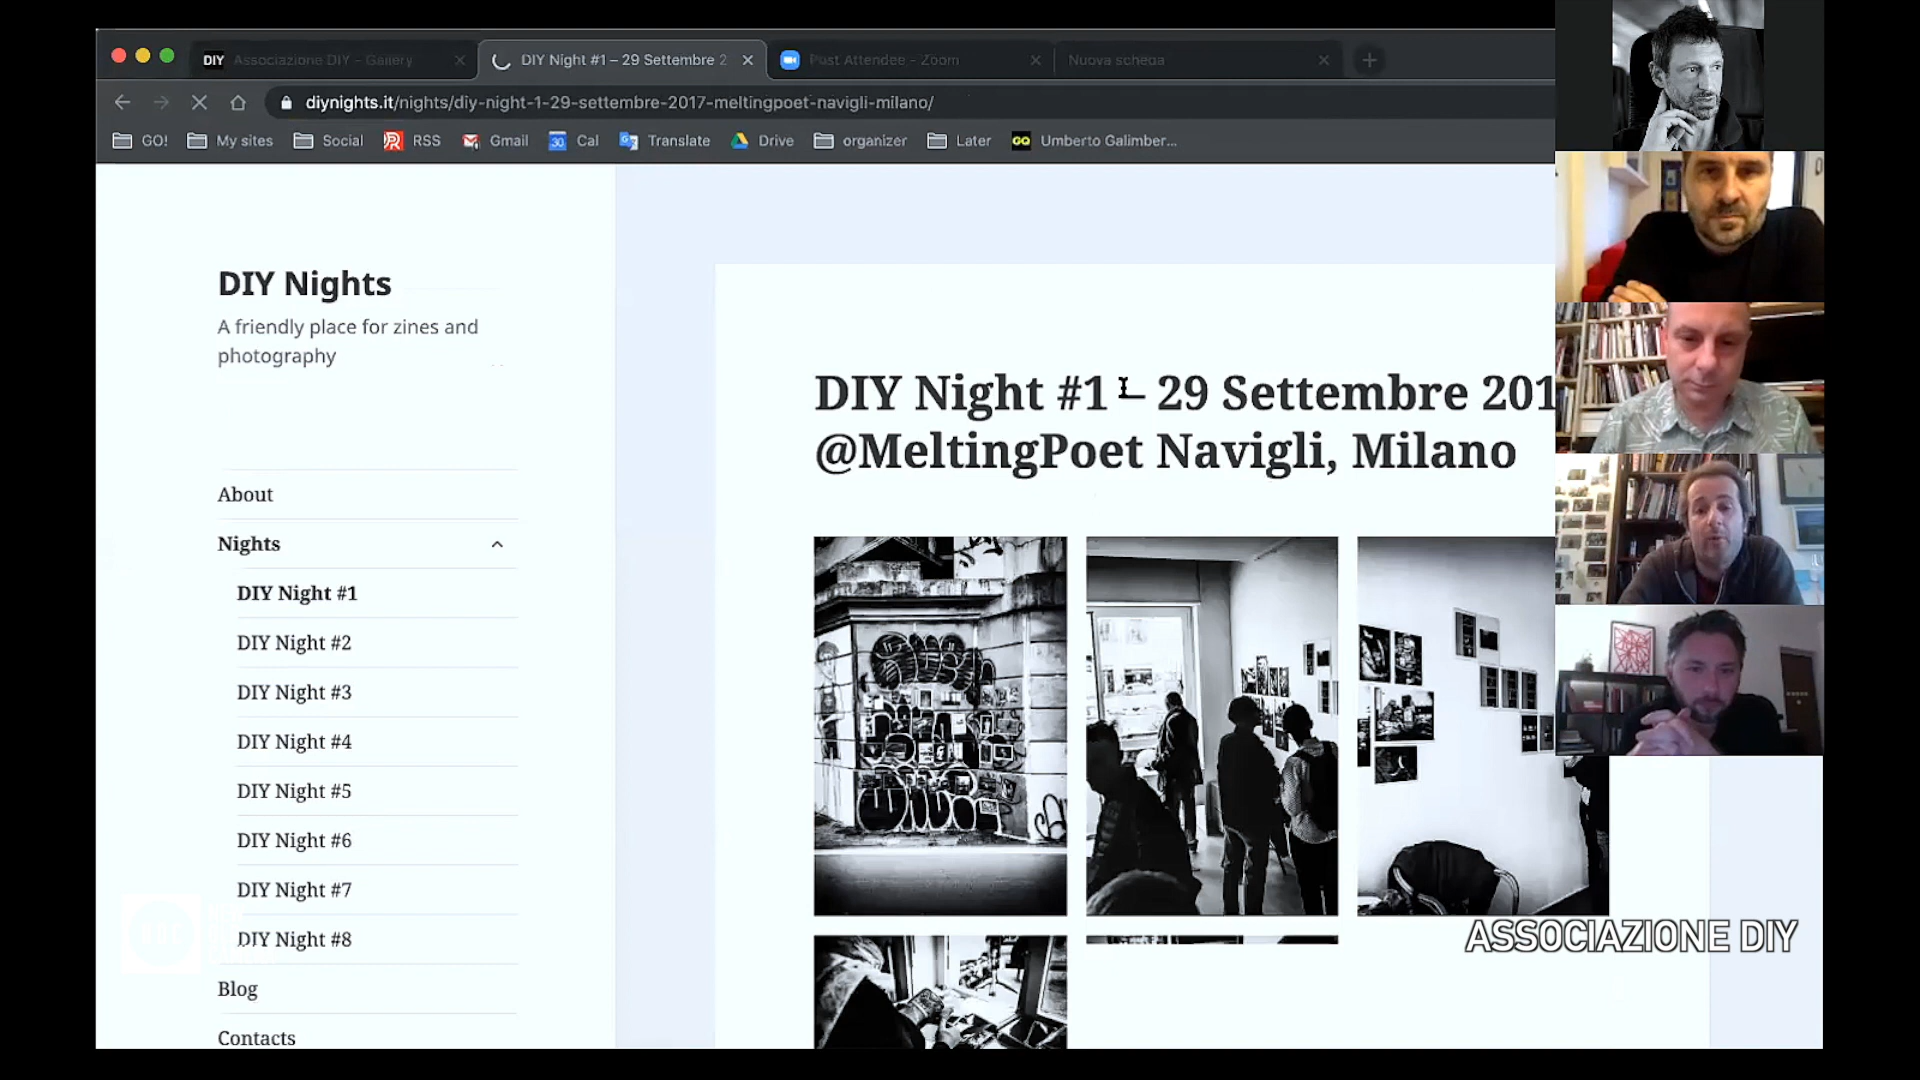 DIY Associazione DIY – Gallery
DIY Night #1 – 29 Settembre 2
Post Attendee - Zoom
Nuova scheda
diynights.it/nights/diy-night-1-29-settembre-2017-meltingpoet-navigli-milano/
GO! My sites Social RSS Gmail 30 Cal Translate Drive organizer Later GQ Umberto Galimber...
DIY Nights
A friendly place for zines and
photography
About
Nights
DIY Night #1
DIY Night #2
DIY Night #3
DIY Night #4
DIY Night #5
DIY Night #6
DIY Night #7
DIY Night #8
Blog
Contacts
DIY Night #1 – 29 Settembre 201
@MeltingPoet Navigli, Milano
ASSOCIAZIONE DIY